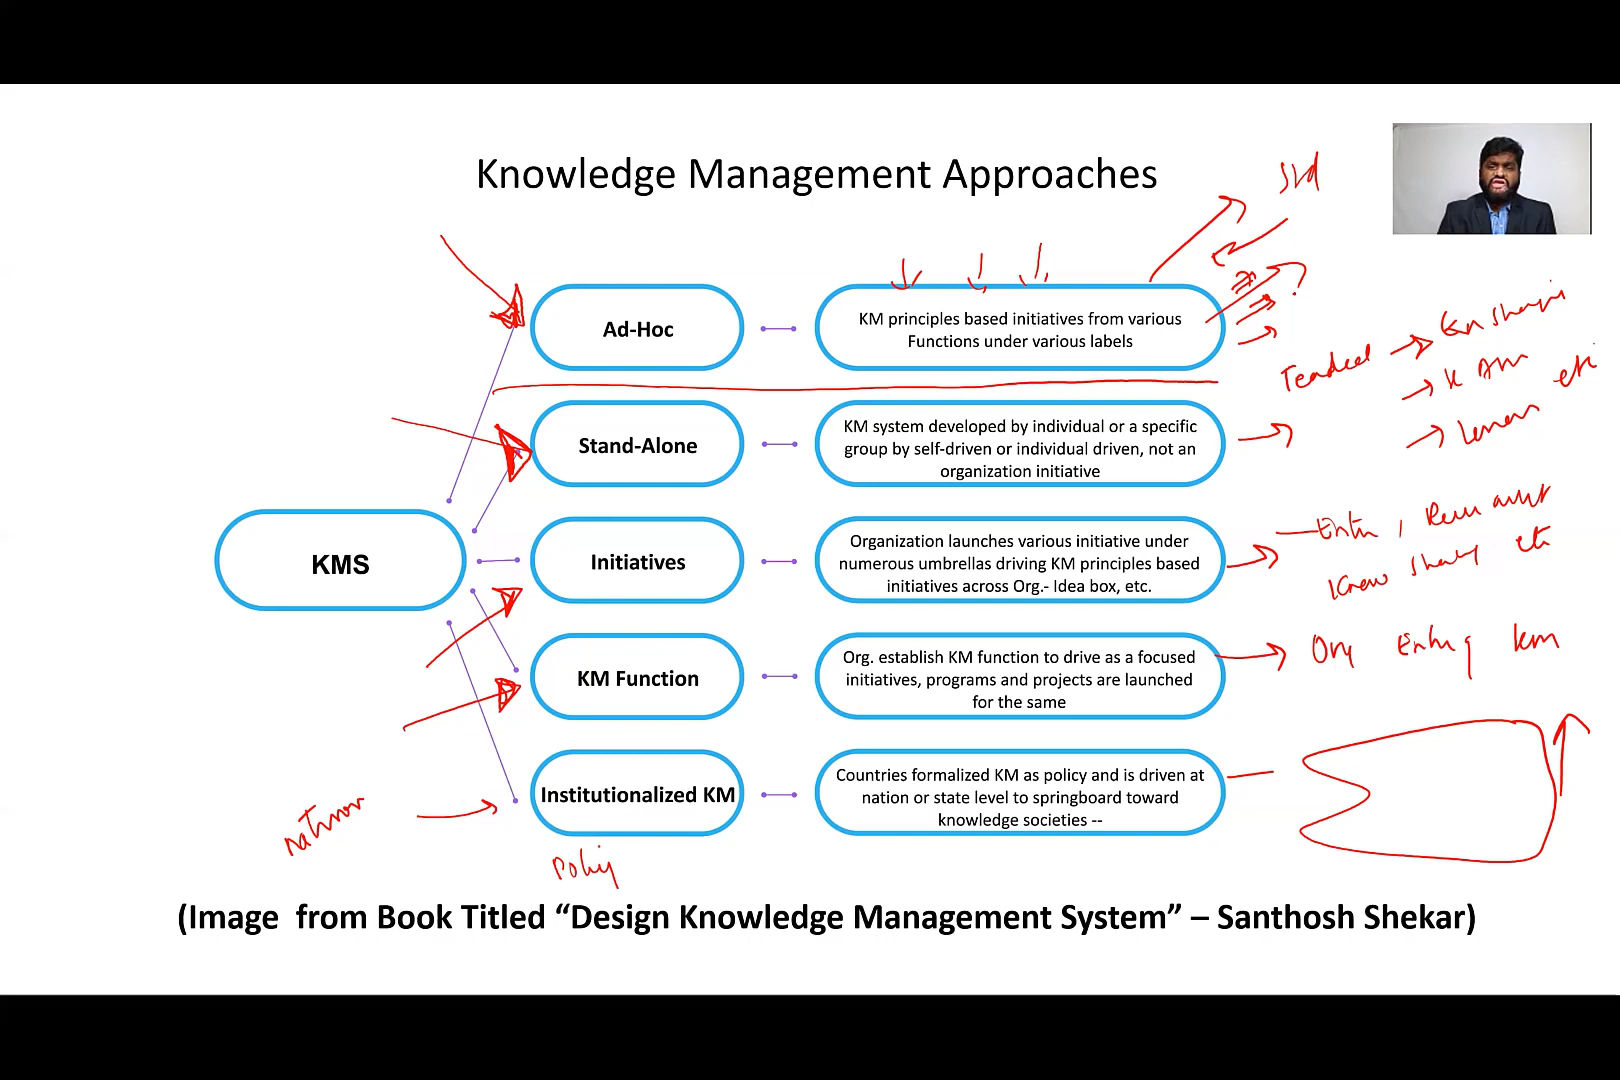 Knowledge Management Approaches
Std
KMS
Ad-Hoc
KM principles based initiatives from various
Functions under various labels
?
Stand-Alone
KM system developed by individual or a specific
group by self-driven or individual driven, not an
organization initiative
etc
Initiatives
Organization launches various initiative under
numerous umbrellas driving KM principles based
initiatives across Org.- Idea box, etc.
etc
KM Function
Org. establish KM function to drive as a focused
initiatives, programs and projects are launched
for the same
Org
km
Institutionalized KM
Countries formalized KM as policy and is driven at
nation or state level to springboard toward
knowledge societies --
Policy
(Image  from Book Titled “Design Knowledge Management System” – Santhosh Shekar)